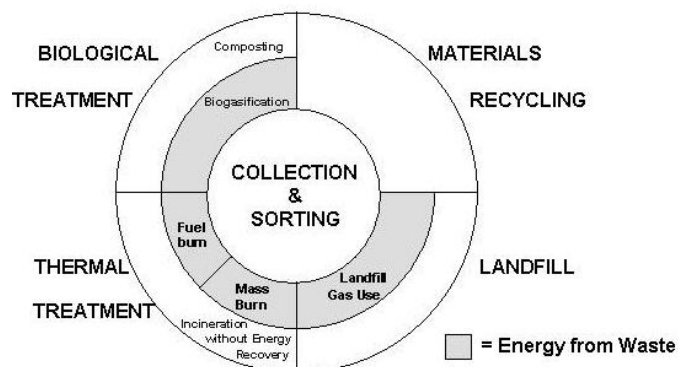 BIOLOGICAL
TREATMENT
Composting
Biogasification
MATERIALS
RECYCLING
COLLECTION
&
SORTING
Fuel
burn
Mass
Burn
Landfill
Gas Use
THERMAL
TREATMENT
Incineration
without Energy
Recovery
LANDFILL
= Energy from Waste